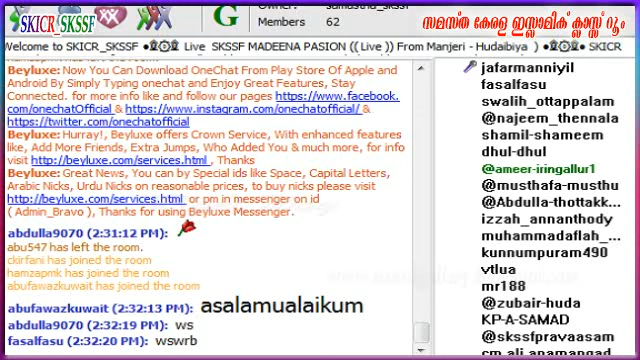 SKICR_SKSSF
Owner: samastha_skssf
Members 62
സമസ്ത കേരള ഇസ്ലാമിക് ക്ലാസ്സ് റൂം
Welcome to SKICR_SKSSF
Live SKSSF MADEENA PASION (( Live )) From Manjeri - Hudaibiya )
SKICR_SKSSF
Beyluxe: Now You Can Download OneChat From Play Store Of Apple and
Android By Simply Typing onechat and Enjoy Great Features, Stay
Connected. for more info like and follow our pages https://www.facebook.
com/onechatOfficial & https://www.instagram.com/onechatofficial/ &
https://twitter.com/onechatofficial
Beyluxe: Hurray!, Beyluxe offers Crown Service, With enhanced features
like, Add More Friends, Extra Jumps, Who Added You & much more, for info
visit http://beyluxe.com/services.html , Thanks
Beyluxe: Great News, You can by Special ids like Space, Capital Letters,
Arabic Nicks, Urdu Nicks on reasonable prices, to buy nicks please visit
http://beyluxe.com/services.html or pm in messenger on id
( Admin_Bravo ), Thanks for using Beyluxe Messenger.
abdulla9070 (2:31:12 PM):
abu547 has left the room.
ckirfani has joined the room
hamzapmk has joined the room
abufawazkuwait has joined the room
abufawazkuwait (2:32:13 PM): asalamualaikum
abdulla9070 (2:32:19 PM): ws
fasalfasu (2:32:20 PM): wswrb
jafarmanniyil
fasalfasu
swalih_ottappalam
@najeem_thennala
shamil-shameem
dhul-dhul
@ameer-iringallur1
@musthafa-musthu
@Abdulla-thottakk...
izzah_annanthody
muhammadaflah_...
kunnumpuram490
vtlua
mr188
@zubair-huda
KP-A-SAMAD
@skssfpravaasam
cm-ali-anamangad